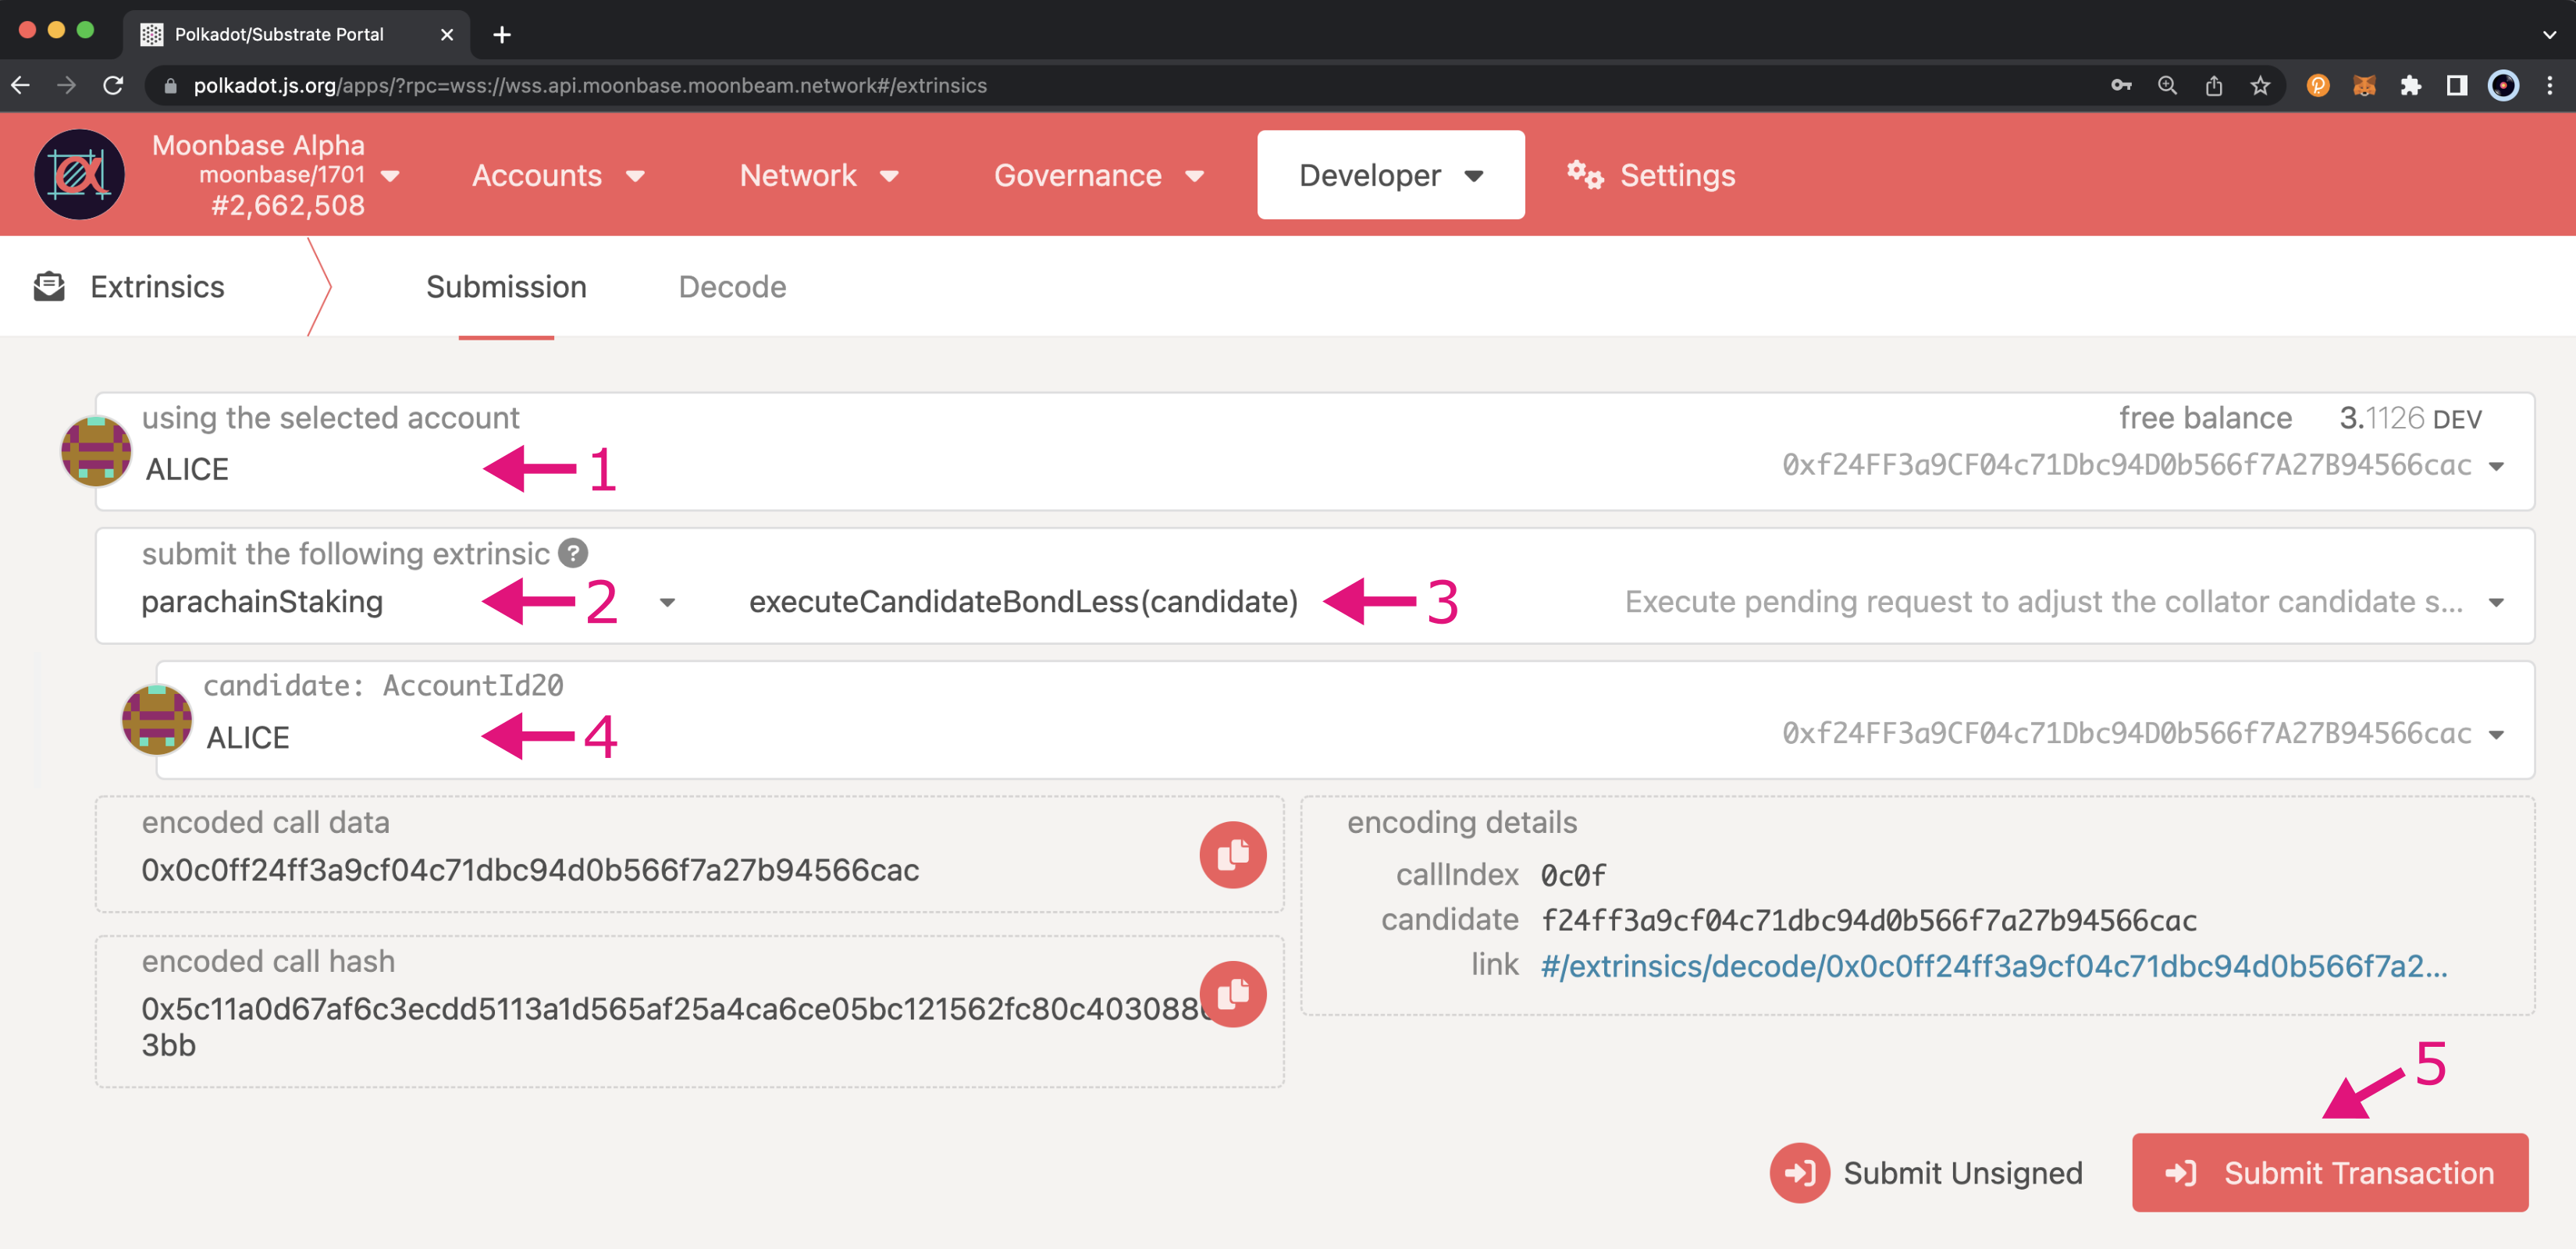 Polkadot/Substrate Portal
polkadot.js.org/apps/?rpc=wss://wss.api.moonbase.moonbeam.network#/extrinsics
Moonbase Alpha
moonbase/1701
#2,662,508
Accounts
Network
Governance
Developer
Settings
Extrinsics
Submission
Decode
using the selected account
free balance 3.1126 DEV
ALICE
1
0xf24FF3a9CF04c71Dbc94D0b566f7A27B94566cac
submit the following extrinsic ?
parachainStaking
2
executeCandidateBondLess(candidate)
3
Execute pending request to adjust the collator candidate s...
candidate: AccountId20
ALICE
4
0xf24FF3a9CF04c71Dbc94D0b566f7A27B94566cac
encoded call data
0x0c0ff24ff3a9cf04c71dbc94d0b566f7a27b94566cac
encoding details
callIndex 0c0f
candidate f24ff3a9cf04c71dbc94d0b566f7a27b94566cac
link #/extrinsics/decode/0x0c0ff24ff3a9cf04c71dbc94d0b566f7a2...
encoded call hash
0x5c11a0d67af6c3ecdd5113a1d565af25a4ca6ce05bc121562fc80c403088
3bb
5
Submit Unsigned
Submit Transaction